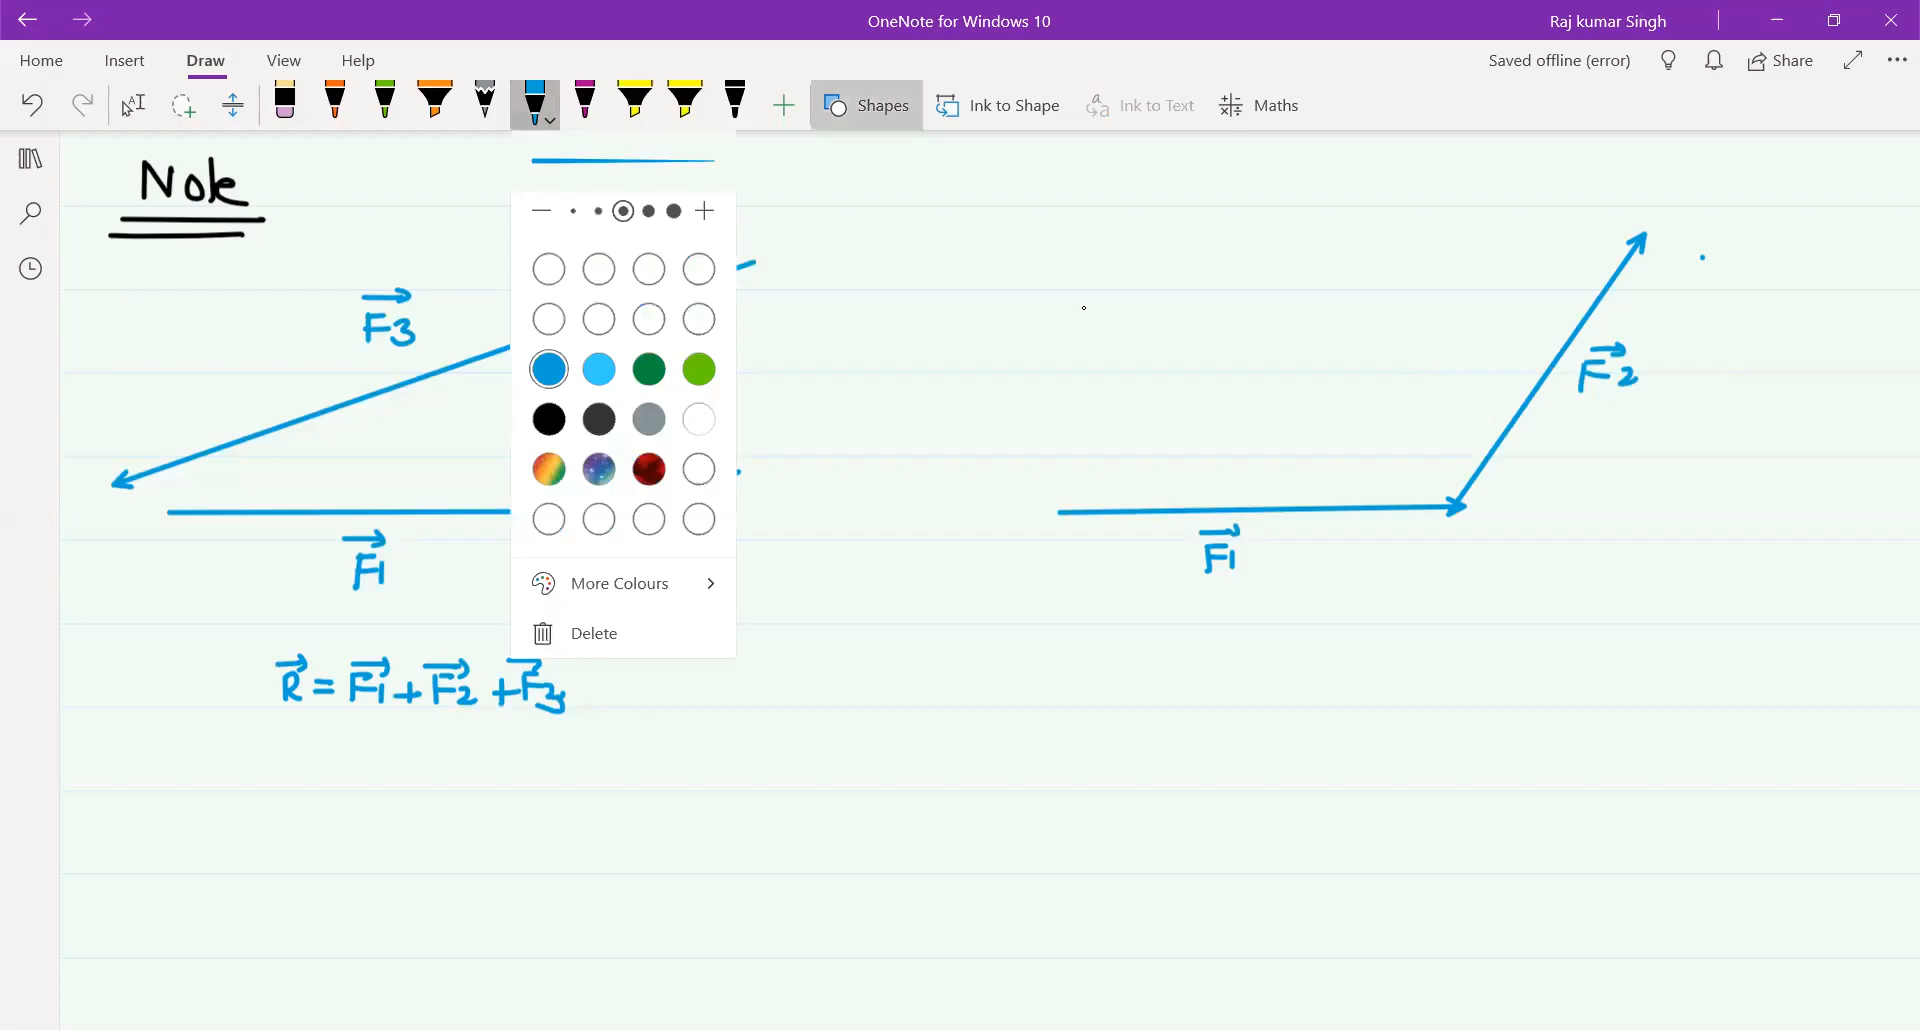 OneNote for Windows 10
Raj kumar Singh
Home Insert Draw View Help
Saved offline (error) Share
Shapes Ink to Shape Ink to Text Maths
Note
F3
F2
F1
F1
More Colours
Delete
R = F1 + F2 + F3